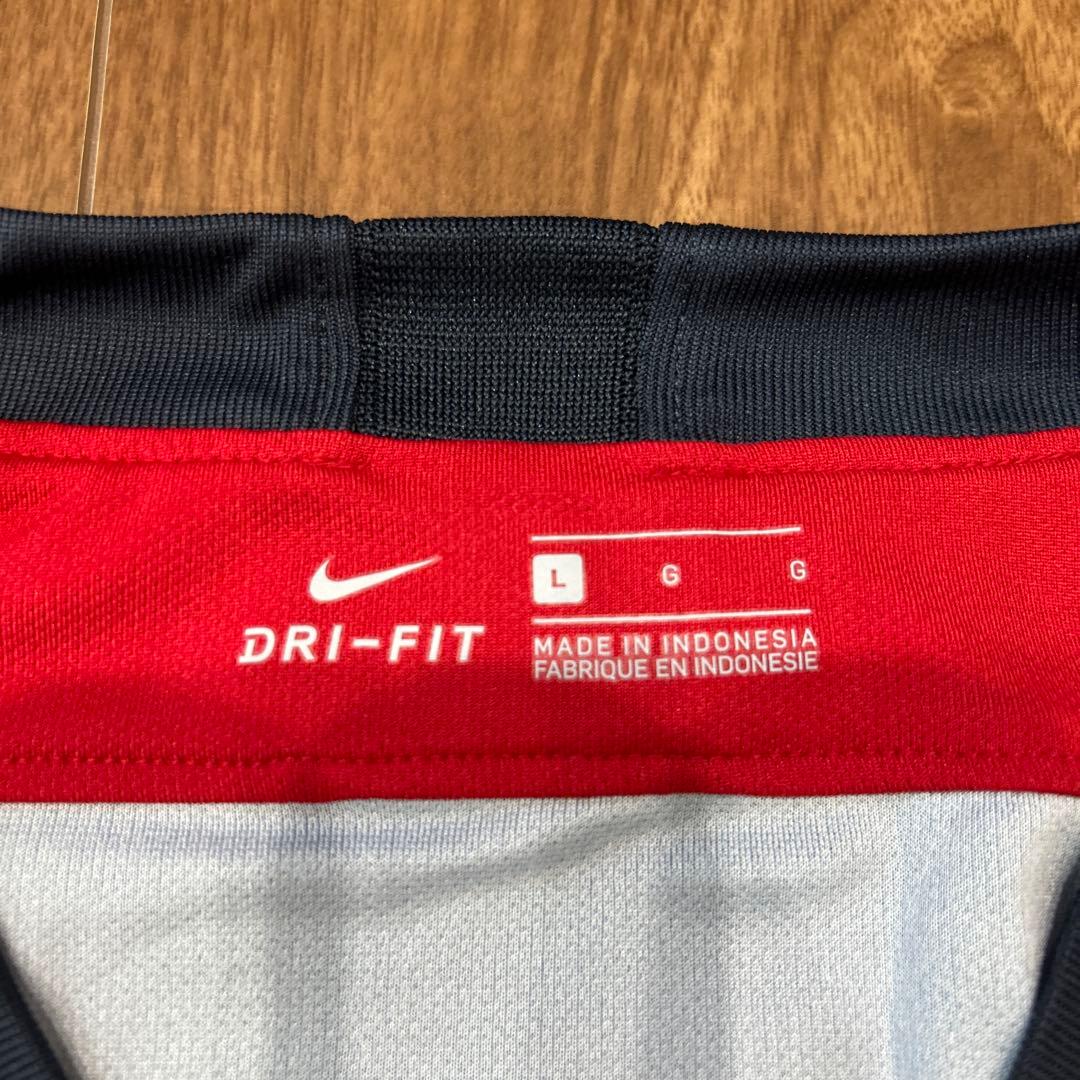 DRI-FIT
L G G
MADE IN INDONESIA
FABRIQUE EN INDONESIE